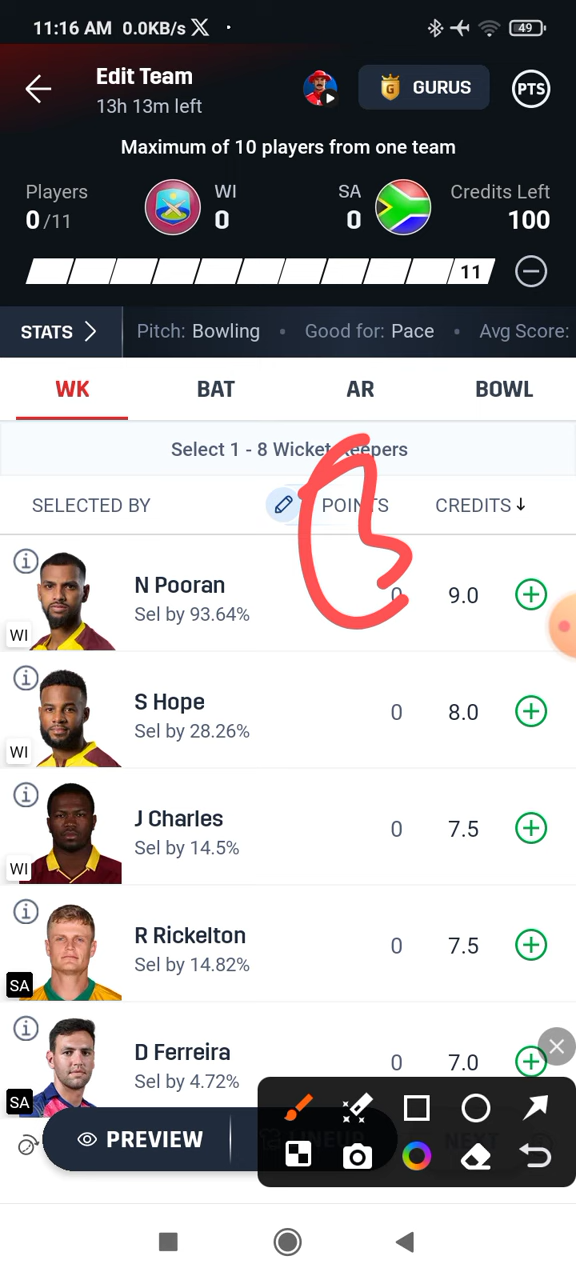 11:16 AM 0.0KB/s X · 49
Edit Team
13h 13m left
G GURUS
PTS
Maximum of 10 players from one team
Players WI SA Credits Left
0/11 0 0 100
11
STATS Pitch: Bowling • Good for: Pace • Avg Score:
WK BAT AR BOWL
Select 1 - 8 Wicket Keepers
SELECTED BY POINTS CREDITS ↓
N Pooran
Sel by 93.64%
WI
0 9.0
S Hope
Sel by 28.26%
WI
0 8.0
J Charles
Sel by 14.5%
WI
0 7.5
R Rickelton
Sel by 14.82%
SA
0 7.5
D Ferreira
Sel by 4.72%
SA
0 7.0
PREVIEW